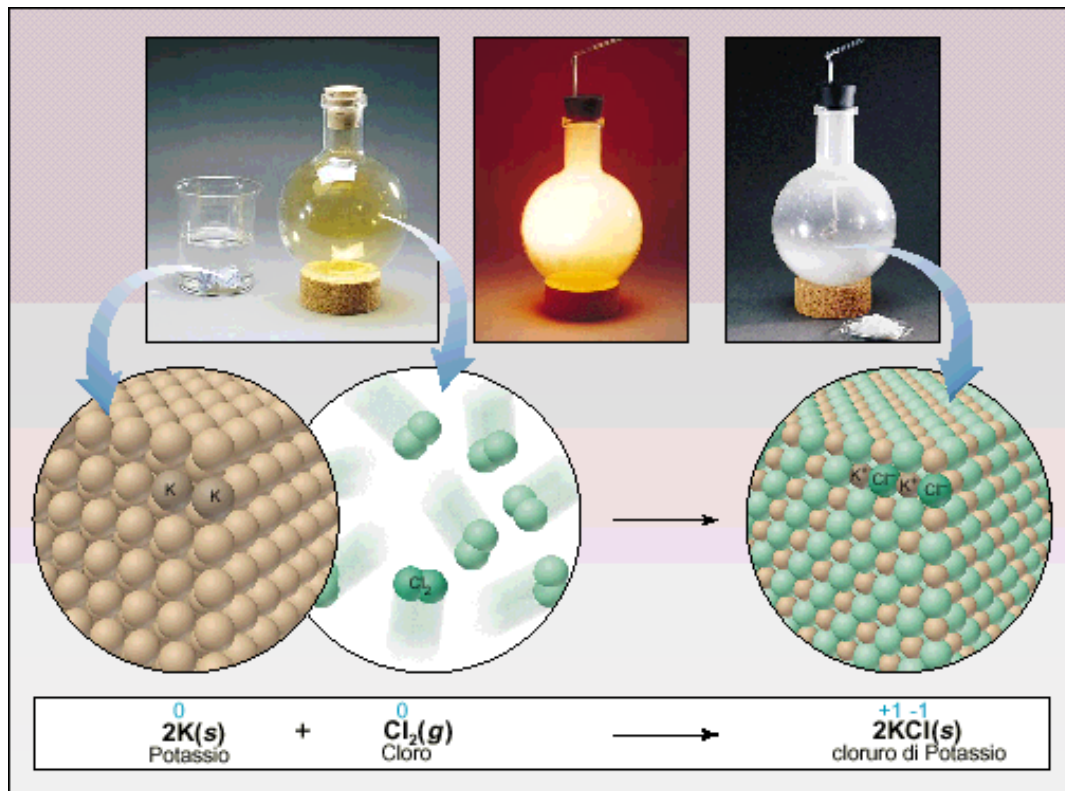 K K
Cl₂
K⁺ Cl⁻ K⁺ Cl⁻
0 0 +1 -1
2K(s) + Cl₂(g) 2KCl(s)
Potassio Cloro cloruro di Potassio